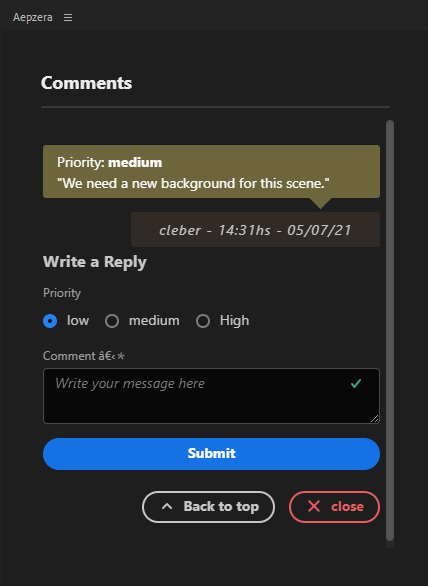 Aepzera
Comments
Priority: medium
"We need a new background for this scene."
cleber - 14:31hs - 05/07/21
Write a Reply
Priority
low medium High
Comment â€‹ *
Write your message here
Submit
Back to top close